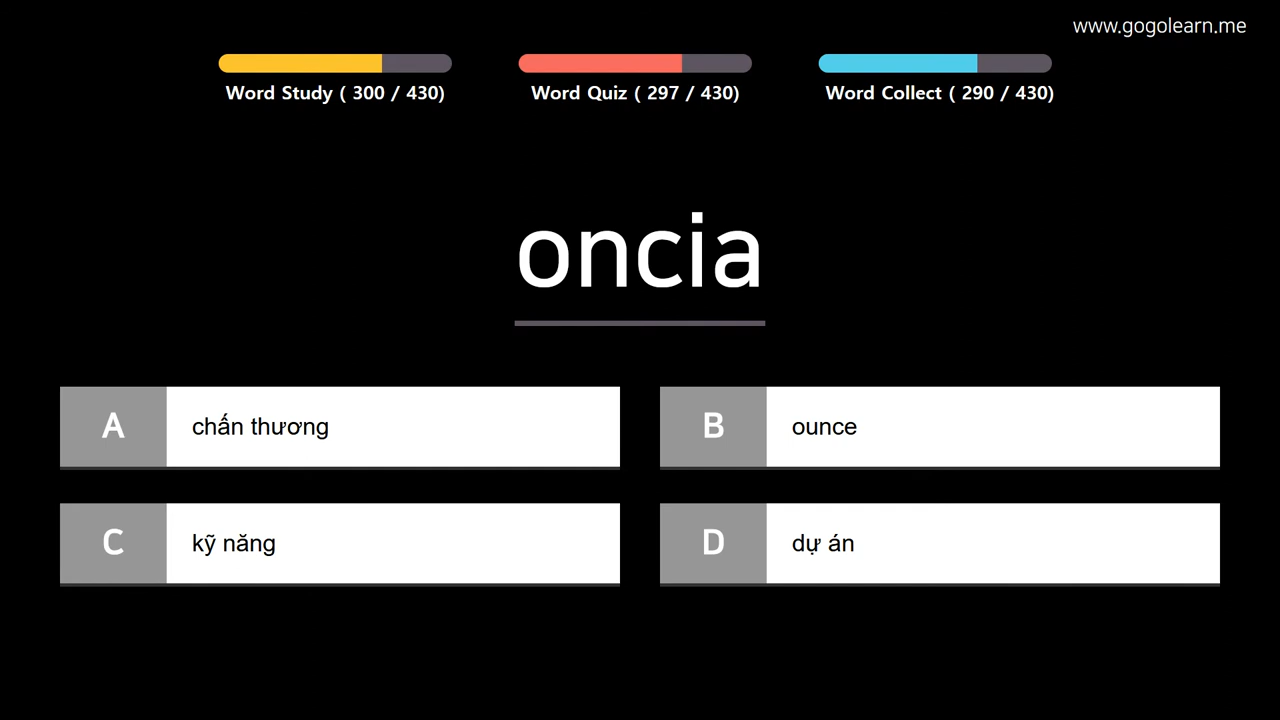 www.gogolearn.me
Word Study ( 300 / 430)
Word Quiz ( 297 / 430)
Word Collect ( 290 / 430)
oncia
A chấn thương
B ounce
C kỹ năng
D dự án